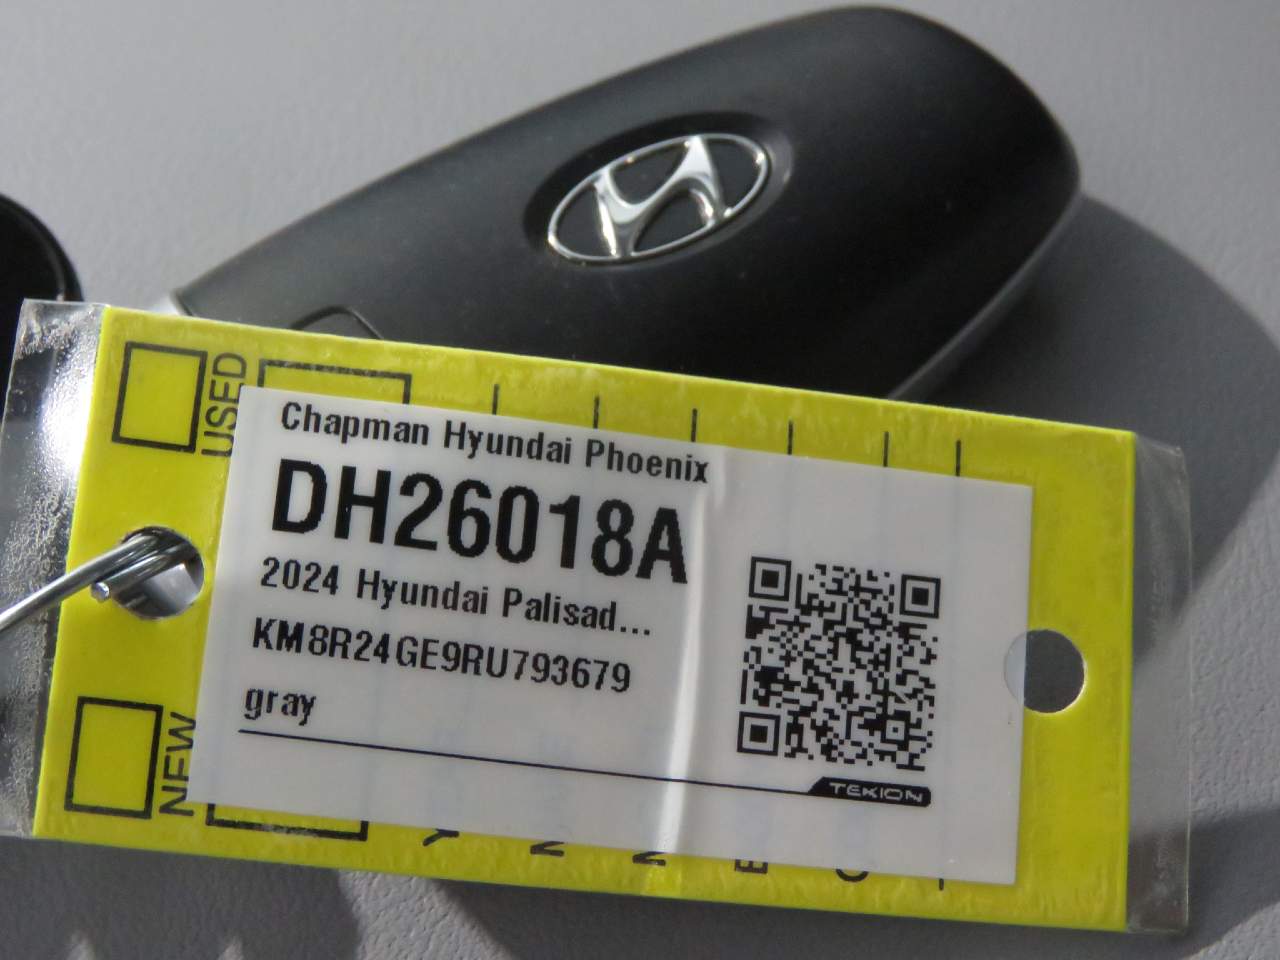 USED
Chapman Hyundai Phoenix
DH26018A
2024 Hyundai Palisad...
KM8R24GE9RU793679
gray
TEKION
NEW